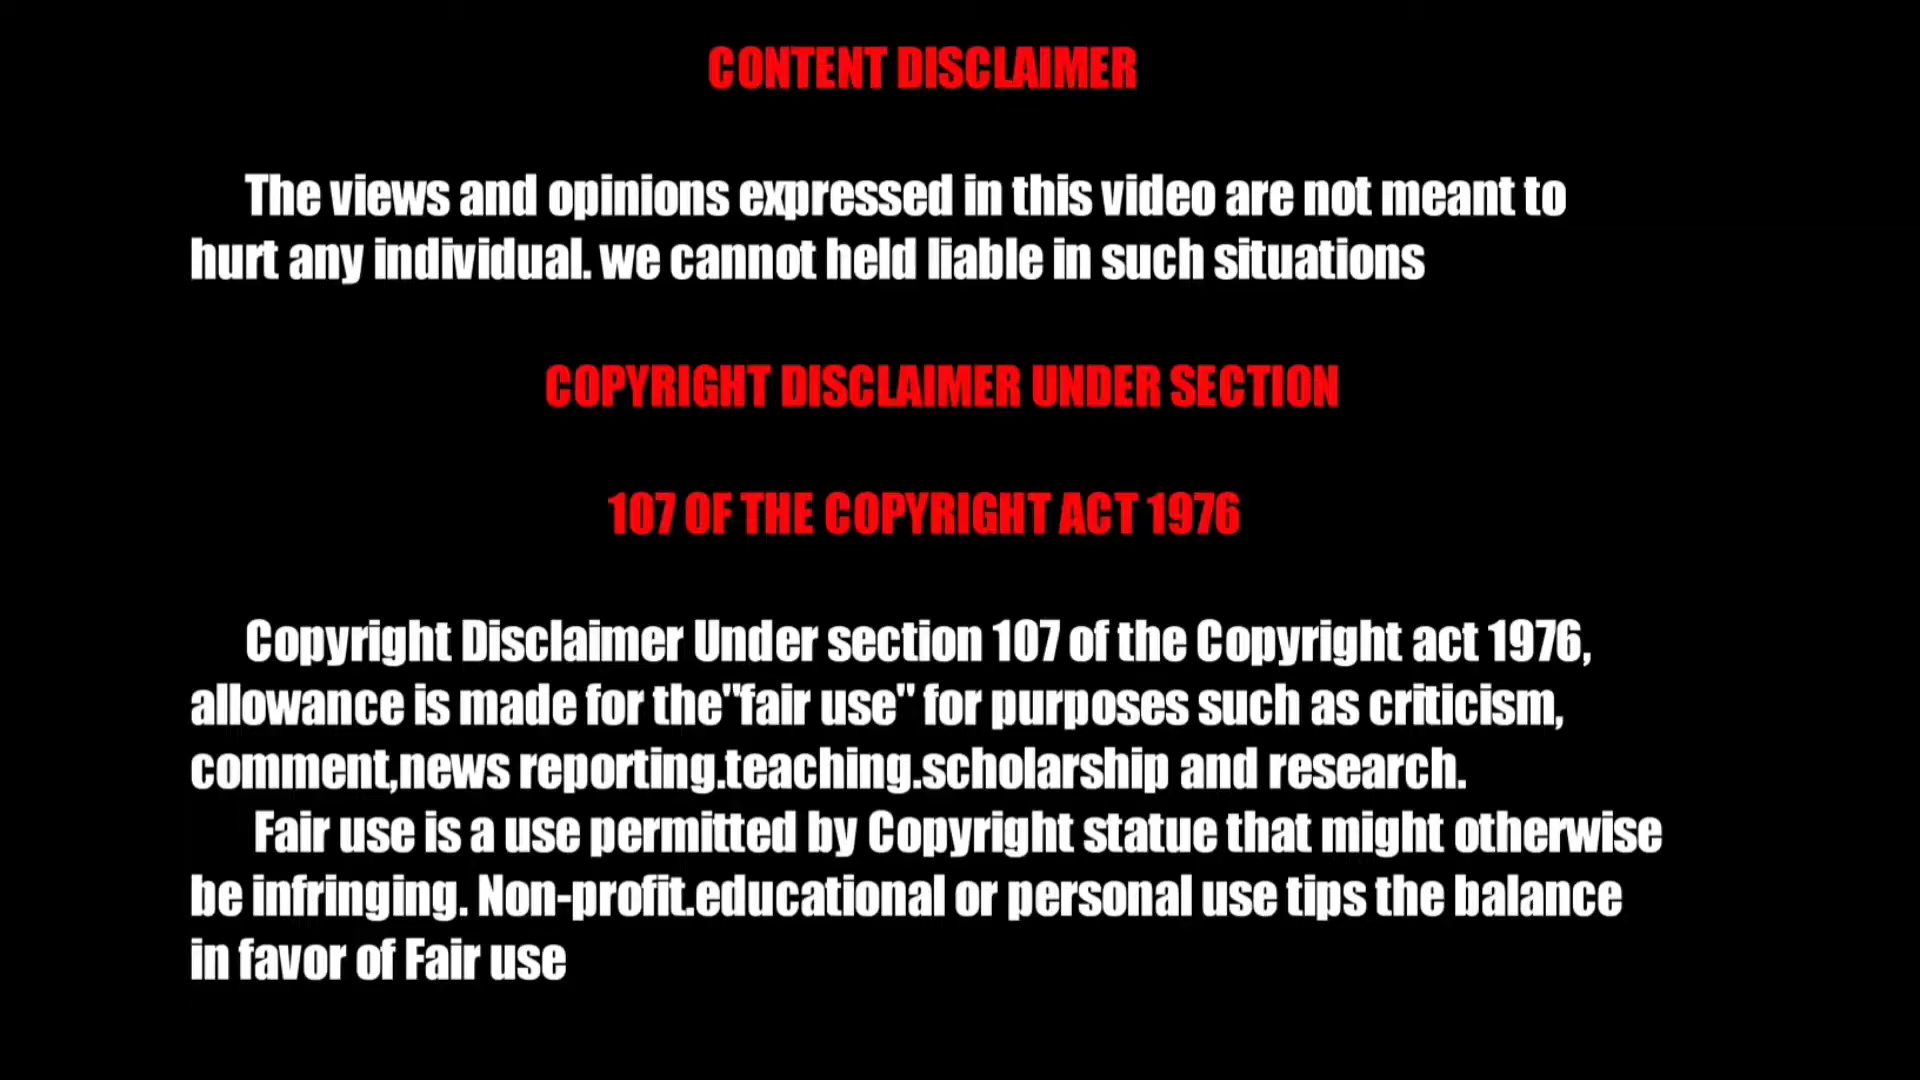 CONTENT DISCLAIMER
The views and opinions expressed in this video are not meant to
hurt any individual. we cannot held liable in such situations
COPYRIGHT DISCLAIMER UNDER SECTION
107 OF THE COPYRIGHT ACT 1976
Copyright Disclaimer Under section 107 of the Copyright act 1976,
allowance is made for the"fair use" for purposes such as criticism,
comment,news reporting.teaching.scholarship and research.
Fair use is a use permitted by Copyright statue that might otherwise
be infringing. Non-profit.educational or personal use tips the balance
in favor of Fair use